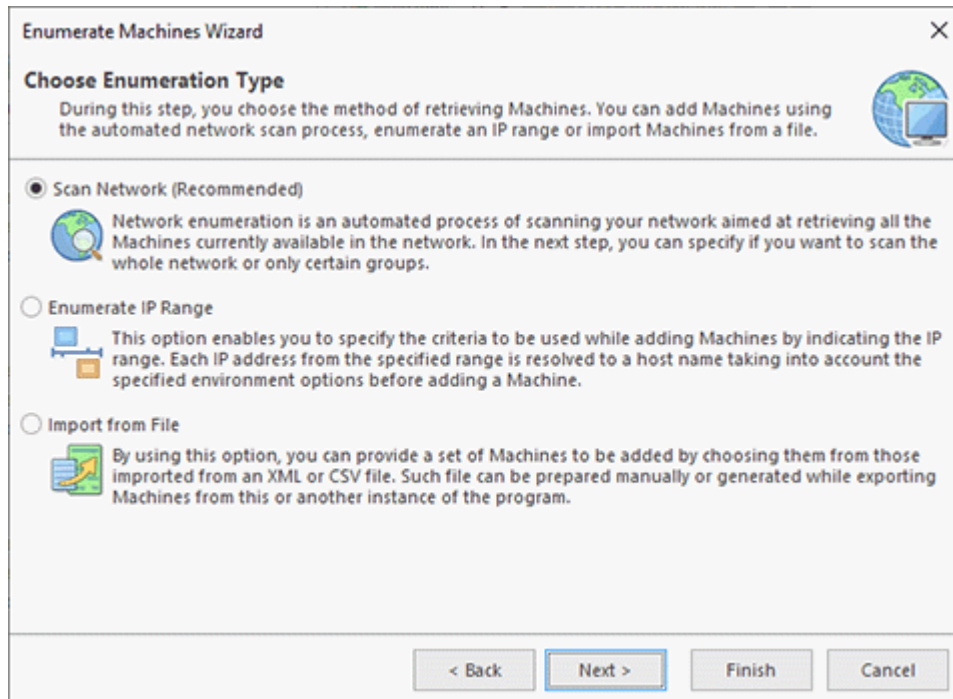 Enumerate Machines Wizard
Choose Enumeration Type
During this step, you choose the method of retrieving Machines. You can add Machines using
the automated network scan process, enumerate an IP range or import Machines from a file.
Scan Network (Recommended)
Network enumeration is an automated process of scanning your network aimed at retrieving all the
Machines currently available in the network. In the next step, you can specify if you want to scan the
whole network or only certain groups.
Enumerate IP Range
This option enables you to specify the criteria to be used while adding Machines by indicating the IP
range. Each IP address from the specified range is resolved to a host name taking into account the
specified environment options before adding a Machine.
Import from File
By using this option, you can provide a set of Machines to be added by choosing them from those
improrted from an XML or CSV file. Such file can be prepared manually or generated while exporting
Machines from this or another instance of the program.
< Back
Next >
Finish
Cancel